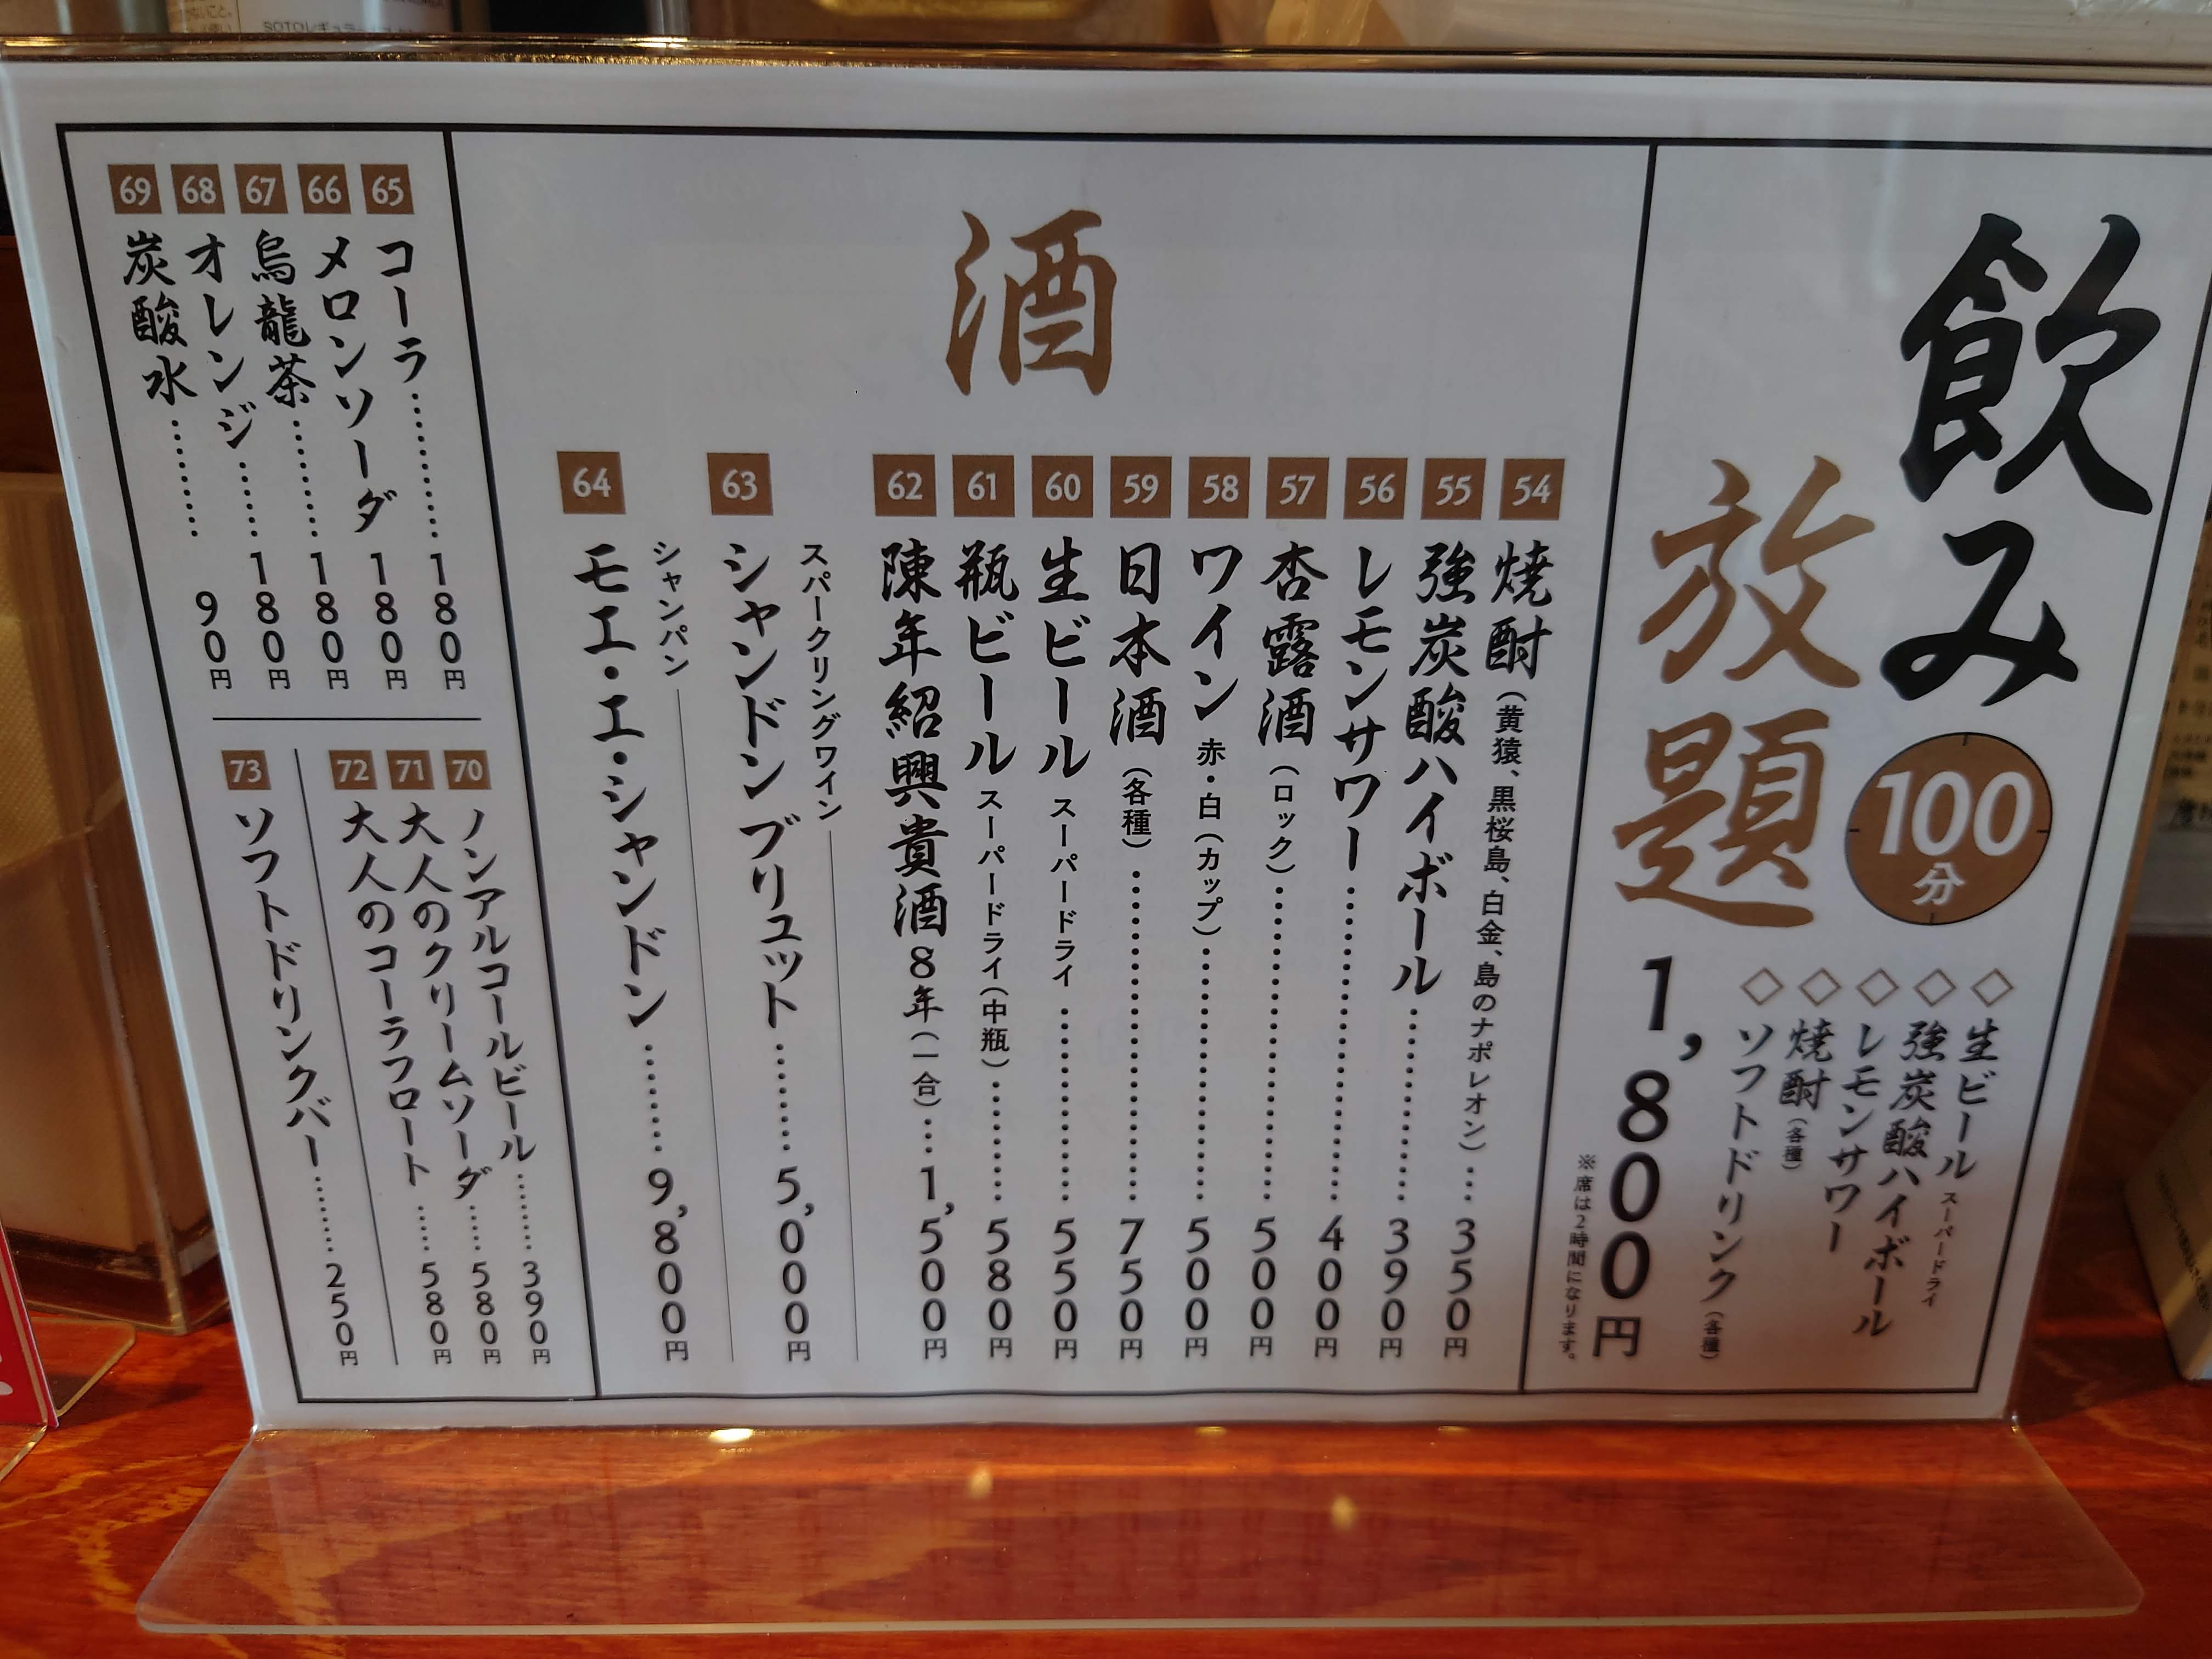 飲み放題
100分
◇生ビール スーパードライ
◇強炭酸ハイボール
◇レモンサワー
◇焼酎（各種）
◇ソフトドリンク（各種）
1,800円
※席は2時間になります。
酒
54 焼酎（黄猿、黒桜島、白金、島のナポレオン）…350円
55 強炭酸ハイボール…………390円
56 レモンサワー…………400円
57 杏露酒（ロック）…………500円
58 ワイン 赤・白（カップ）…………500円
59 日本酒（各種）…………750円
60 生ビール スーパードライ…………550円
61 瓶ビール スーパードライ（中瓶）…………580円
62 陳年紹興貴酒8年（一合）…1,500円
スパークリングワイン
63 シャンドン ブリュット…………5,000円
シャンパン
64 モエ・エ・シャンドン…………9,800円
65 コーラ…………180円
66 メロンソーダ 180円
67 烏龍茶…………180円
68 オレンジ…………180円
69 炭酸水…………90円
70 ノンアルコールビール…………390円
71 大人のクリームソーダ……580円
72 大人のコーラフロート……580円
73 ソフトドリンクバー…………250円